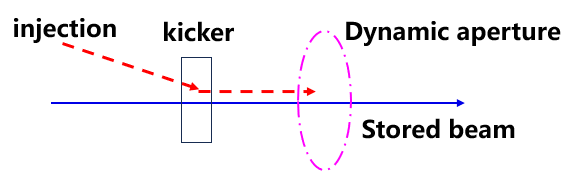 injection
kicker
Dynamic aperture
Stored beam